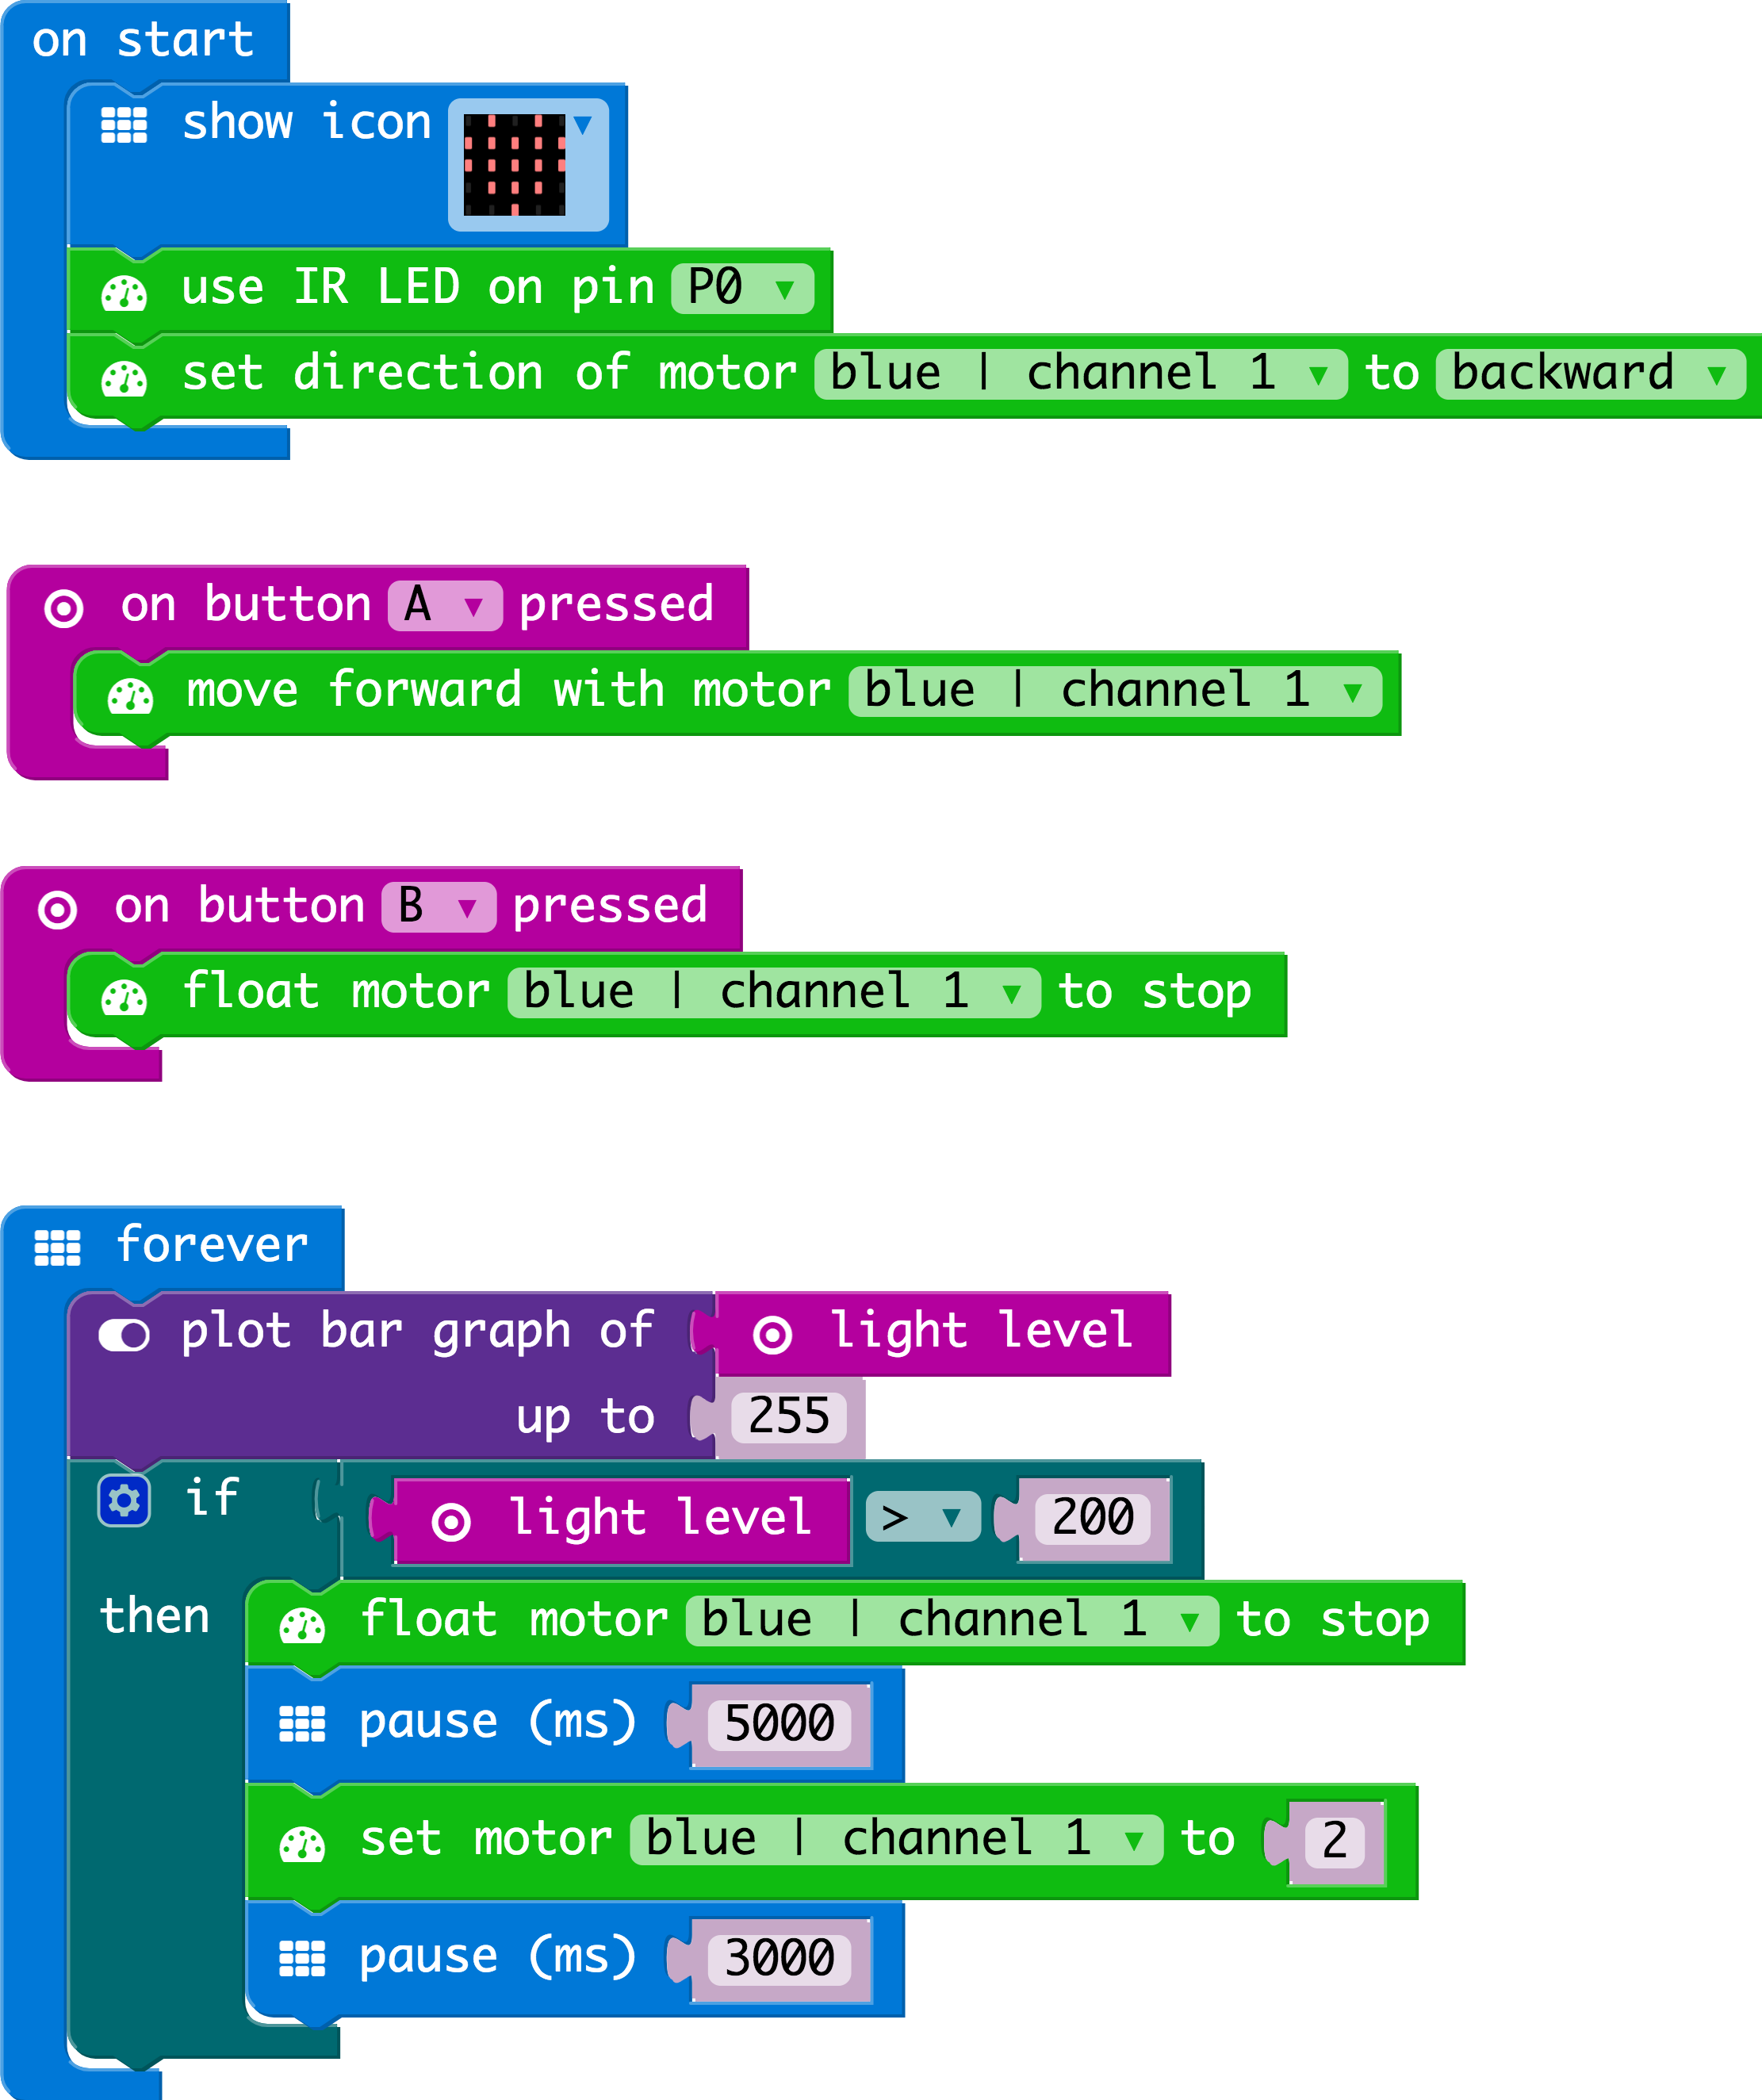 on start
show icon
use IR LED on pin P0
set direction of motor blue | channel 1 to backward
on button A pressed
move forward with motor blue | channel 1
on button B pressed
float motor blue | channel 1 to stop
forever
plot bar graph of light level
up to 255
if light level > 200
then float motor blue | channel 1 to stop
pause (ms) 5000
set motor blue | channel 1 to 2
pause (ms) 3000